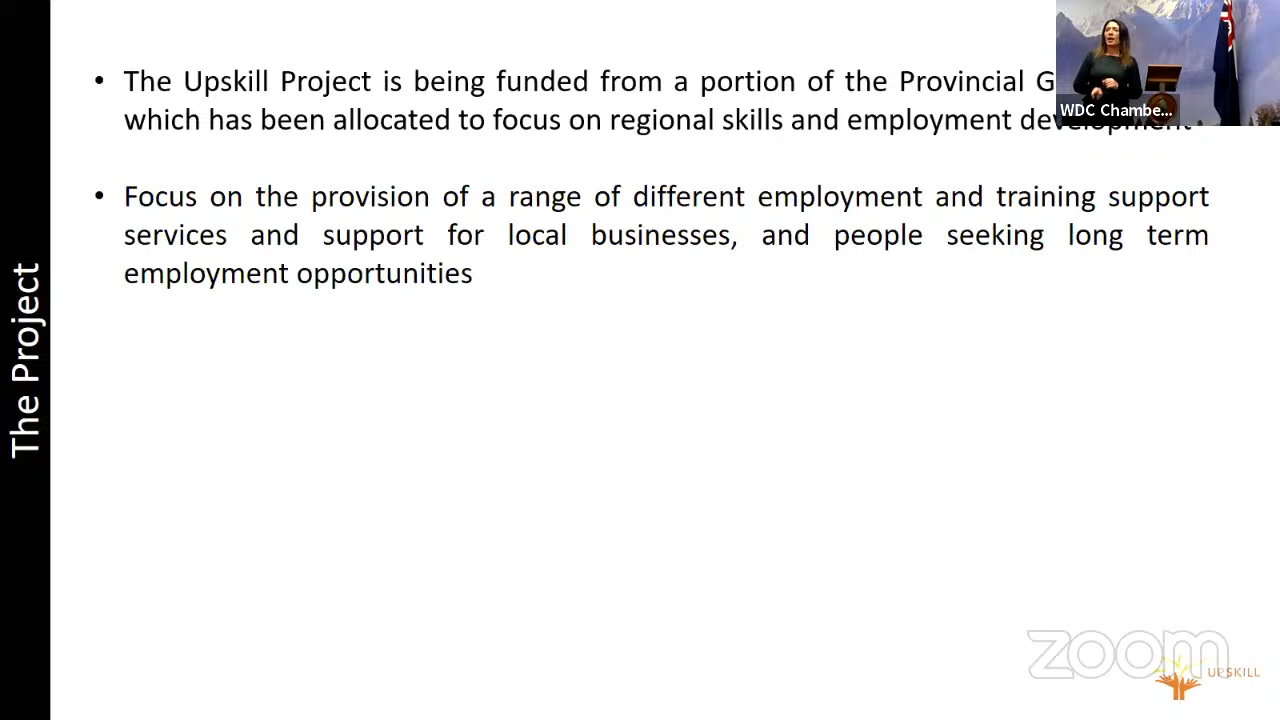 The Upskill Project is being funded from a portion of the Provincial
which has been allocated to focus on regional skills and employment development
Focus on the provision of a range of different employment and training support
services and support for local businesses, and people seeking long term
employment opportunities
The Project
WDC Chambe...
zoom
UPSKILL